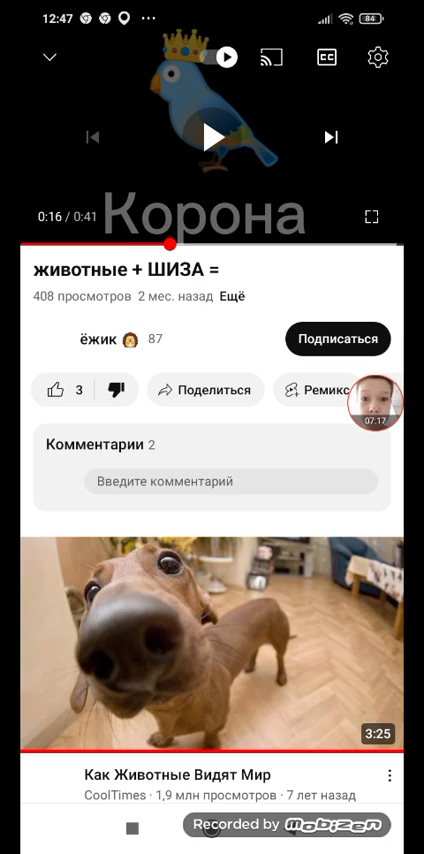 12:47 84
CC
0:16 / 0:41
Корона
животные + ШИЗА =
408 просмотров 2 мес. назад Ещё
ёжик 87
Подписаться
3 Поделиться Ремикс
07:17
Комментарии 2
Введите комментарий
3:25
Как Животные Видят Мир
CoolTimes · 1,9 млн просмотров · 7 лет назад
Recorded by mobizen